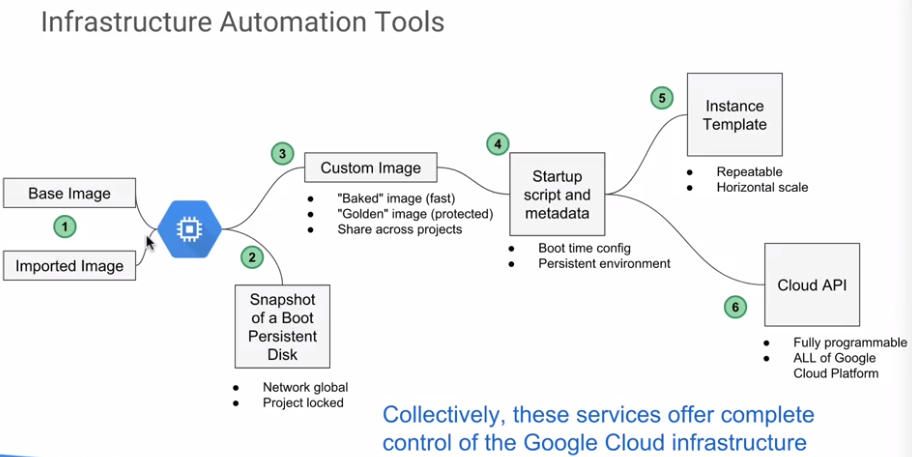 Infrastructure Automation Tools
Base Image
1
Imported Image
2
Snapshot
of a Boot
Persistent
Disk
● Network global
● Project locked
3
Custom Image
● "Baked" image (fast)
● "Golden" image (protected)
● Share across projects
4
Startup
script and
metadata
● Boot time config
● Persistent environment
5
Instance
Template
● Repeatable
● Horizontal scale
6
Cloud API
● Fully programmable
● ALL of Google
Cloud Platform
Collectively, these services offer complete
control of the Google Cloud infrastructure